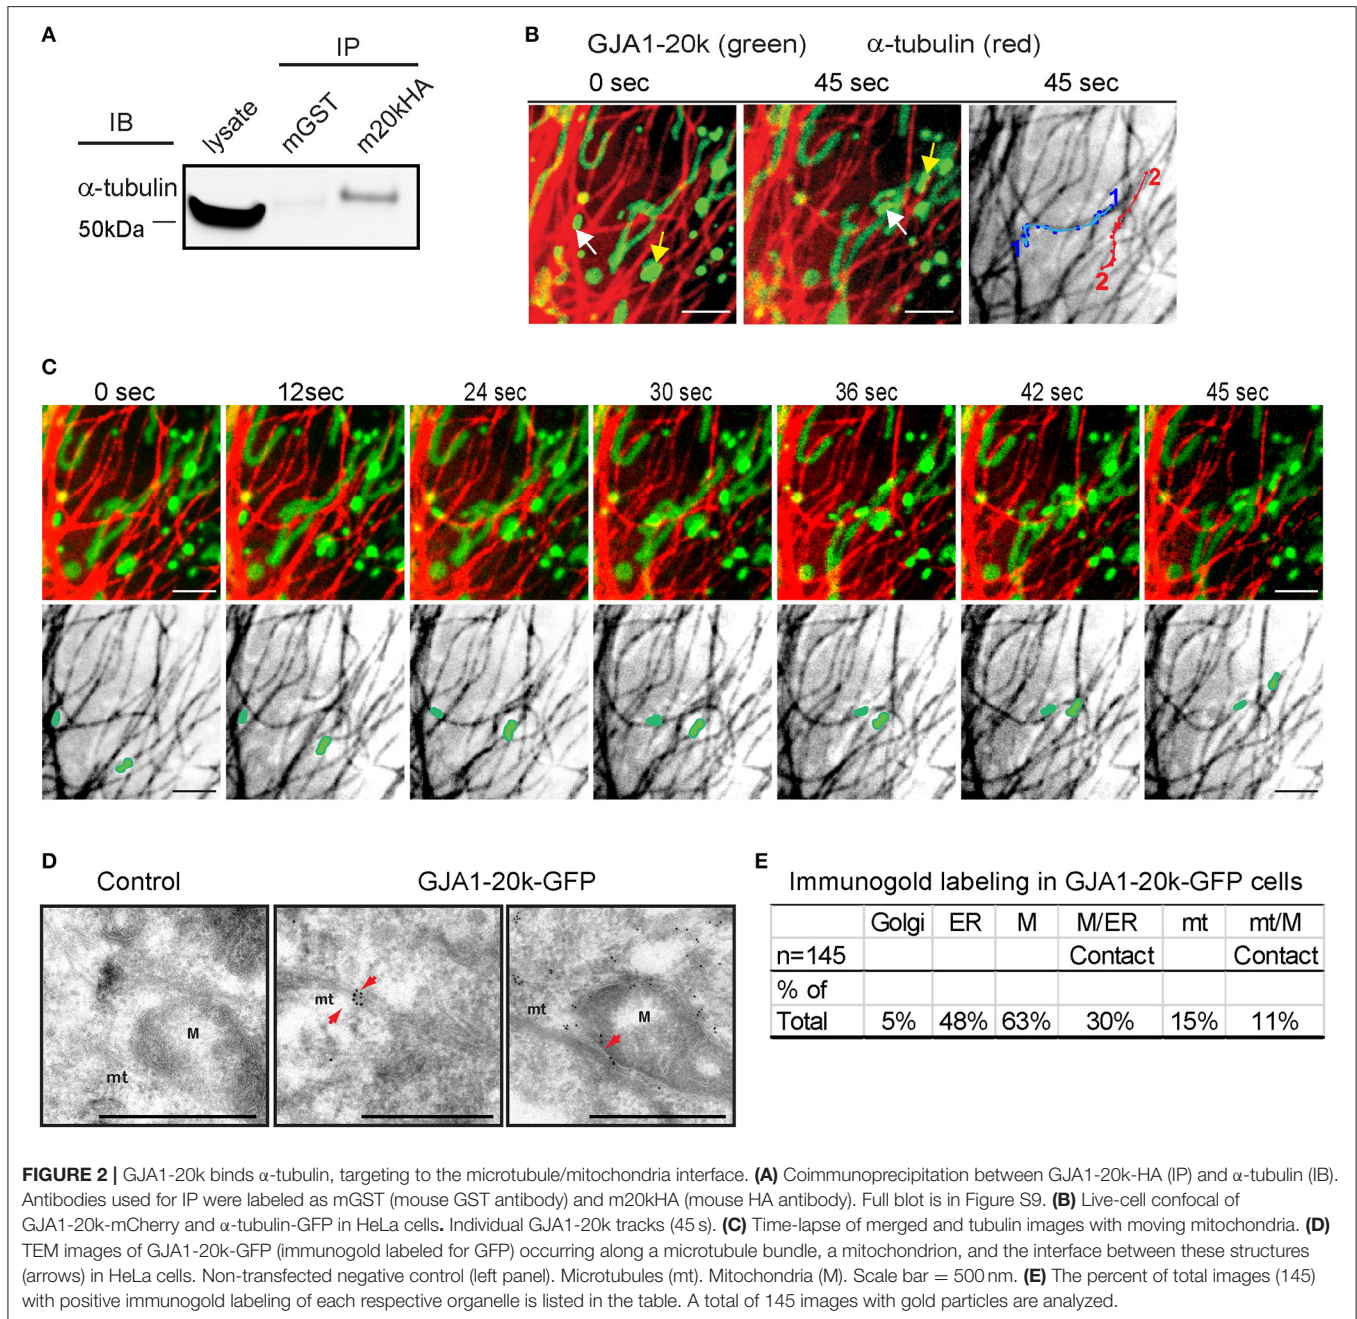 A
IP
IB
lysate
mGST
m20kHA
α-tubulin
50kDa
B
GJA1-20k (green) α-tubulin (red)
0 sec 45 sec 45 sec
1
1
2
2
C
0 sec 12sec 24 sec 30 sec 36 sec 42 sec 45 sec
D
Control GJA1-20k-GFP
M
mt
mt
mt
M
E
Immunogold labeling in GJA1-20k-GFP cells
Golgi ER M M/ER mt mt/M
n=145 Contact Contact
% of
Total 5% 48% 63% 30% 15% 11%
FIGURE 2 | GJA1-20k binds α-tubulin, targeting to the microtubule/mitochondria interface. (A) Coimmunoprecipitation between GJA1-20k-HA (IP) and α-tubulin (IB).
Antibodies used for IP were labeled as mGST (mouse GST antibody) and m20kHA (mouse HA antibody). Full blot is in Figure S9. (B) Live-cell confocal of
GJA1-20k-mCherry and α-tubulin-GFP in HeLa cells. Individual GJA1-20k tracks (45 s). (C) Time-lapse of merged and tubulin images with moving mitochondria. (D)
TEM images of GJA1-20k-GFP (immunogold labeled for GFP) occurring along a microtubule bundle, a mitochondrion, and the interface between these structures
(arrows) in HeLa cells. Non-transfected negative control (left panel). Microtubules (mt). Mitochondria (M). Scale bar = 500 nm. (E) The percent of total images (145)
with positive immunogold labeling of each respective organelle is listed in the table. A total of 145 images with gold particles are analyzed.